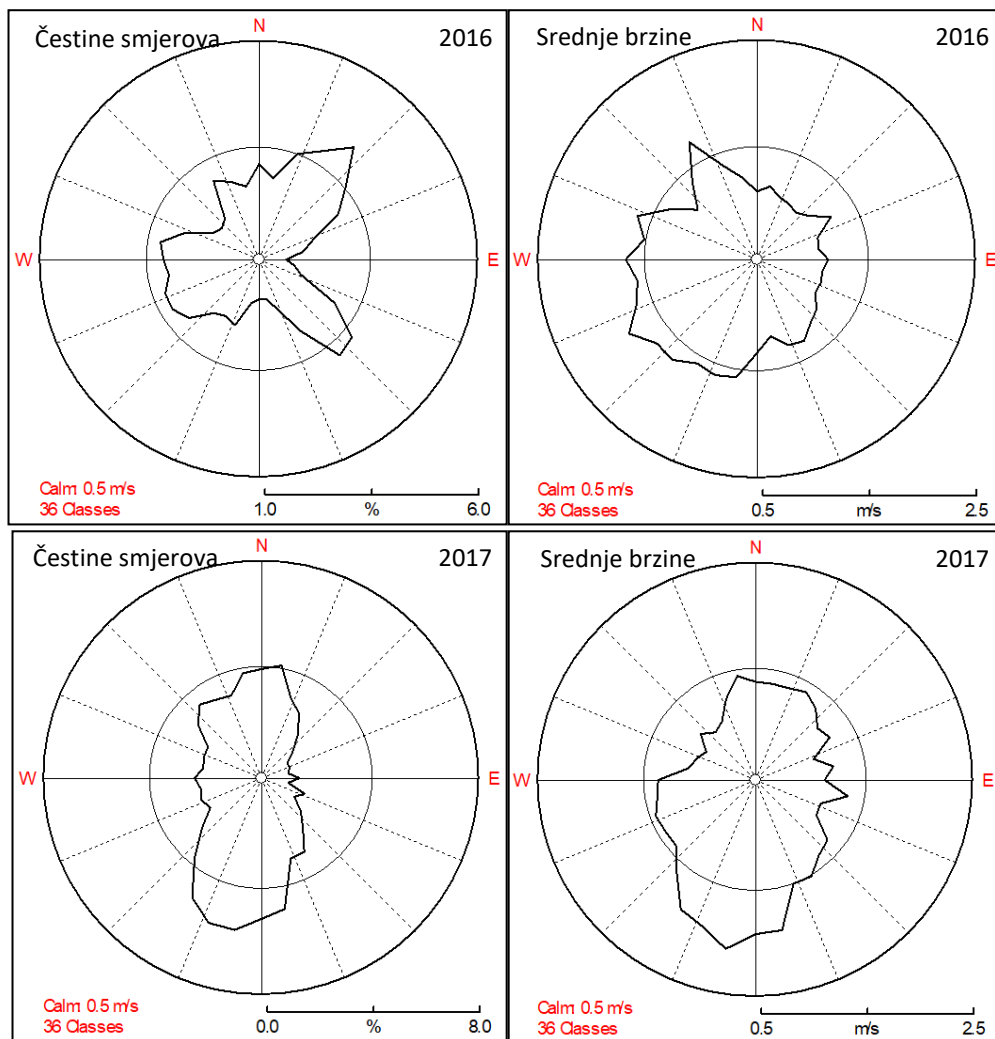 Čestine smjerova
N
2016
W
E
Calm 0.5 m/s
36 Classes
1.0
%
6.0
Srednje brzine
N
2016
W
E
Calm 0.5 m/s
36 Classes
0.5
m/s
2.5
Čestine smjerova
N
2017
W
E
Calm 0.5 m/s
36 Classes
0.0
%
8.0
Srednje brzine
N
2017
W
E
Calm 0.5 m/s
36 Classes
0.5
m/s
2.5